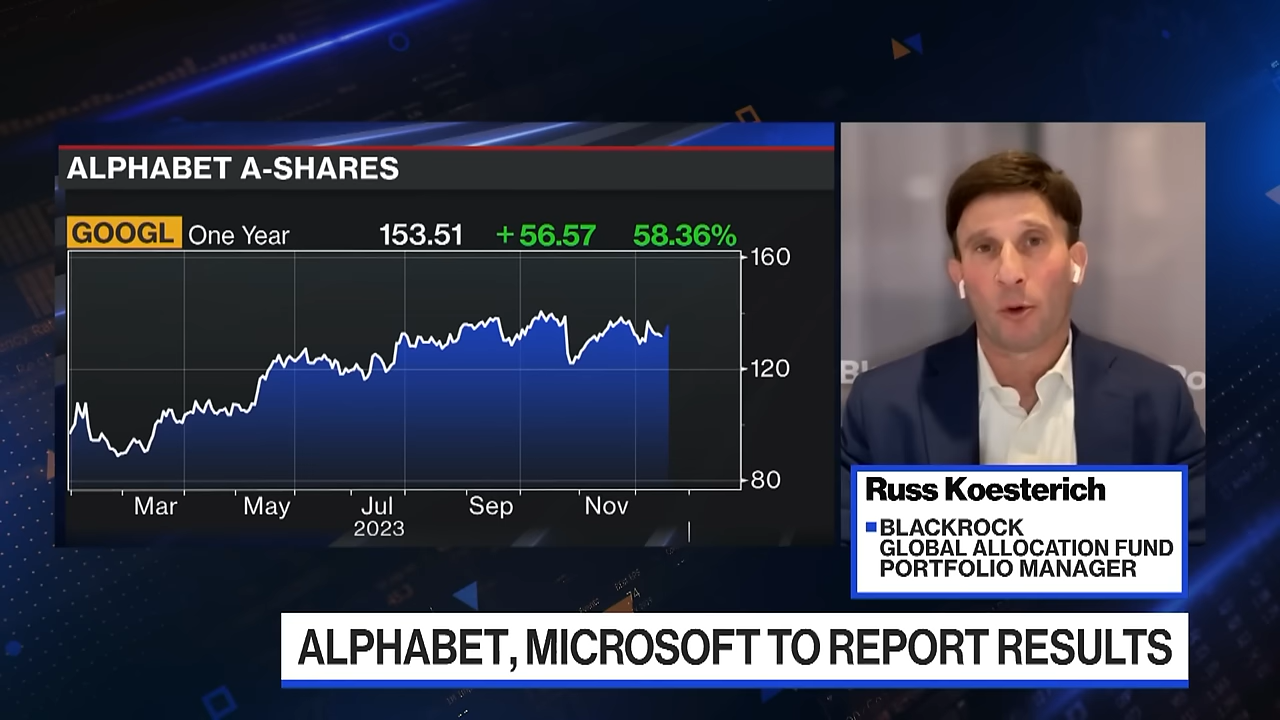 ALPHABET A-SHARES
GOOGL One Year 153.51 +56.57 58.36%
160
120
80
Mar May Jul Sep Nov
2023
Russ Koesterich
BLACKROCK
GLOBAL ALLOCATION FUND
PORTFOLIO MANAGER
ALPHABET, MICROSOFT TO REPORT RESULTS